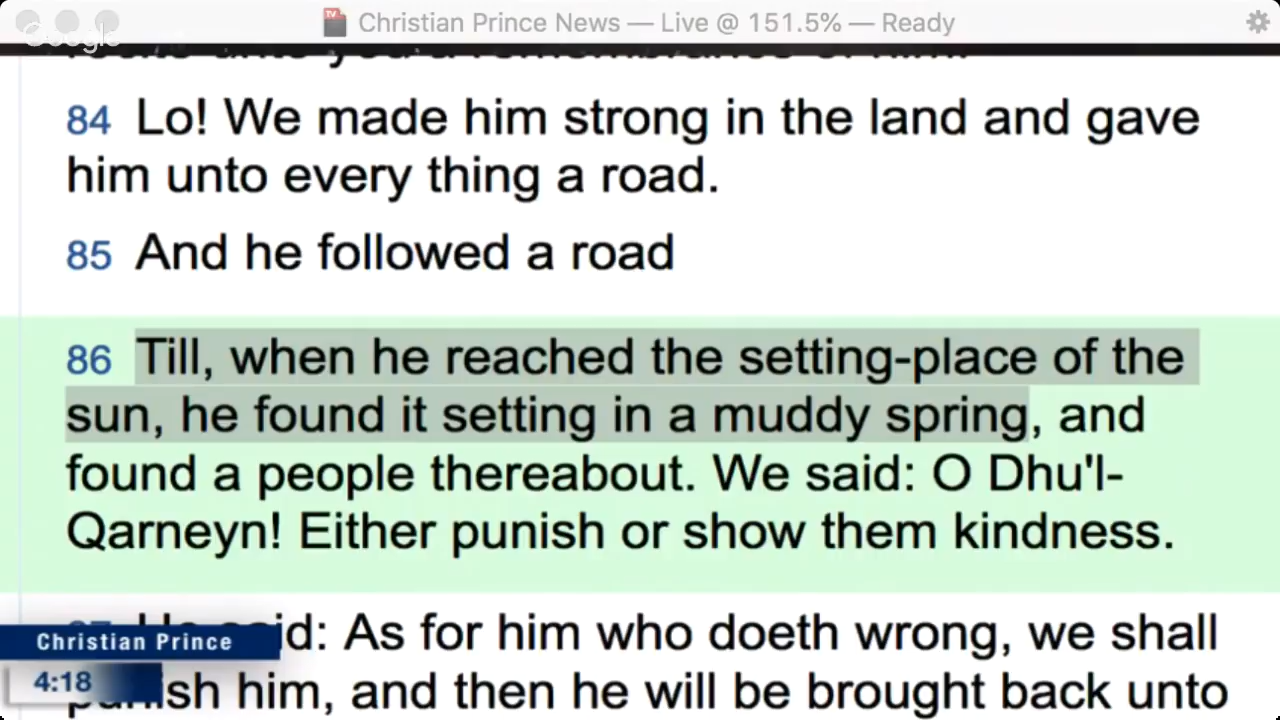 Christian Prince News — Live @ 151.5% — Ready
Google
84 Lo! We made him strong in the land and gave
him unto every thing a road.
85 And he followed a road
86 Till, when he reached the setting-place of the
sun, he found it setting in a muddy spring, and
found a people thereabout. We said: O Dhu'l-
Qarneyn! Either punish or show them kindness.
said: As for him who doeth wrong, we shall
Christian Prince
4:18
punish him, and then he will be brought back unto